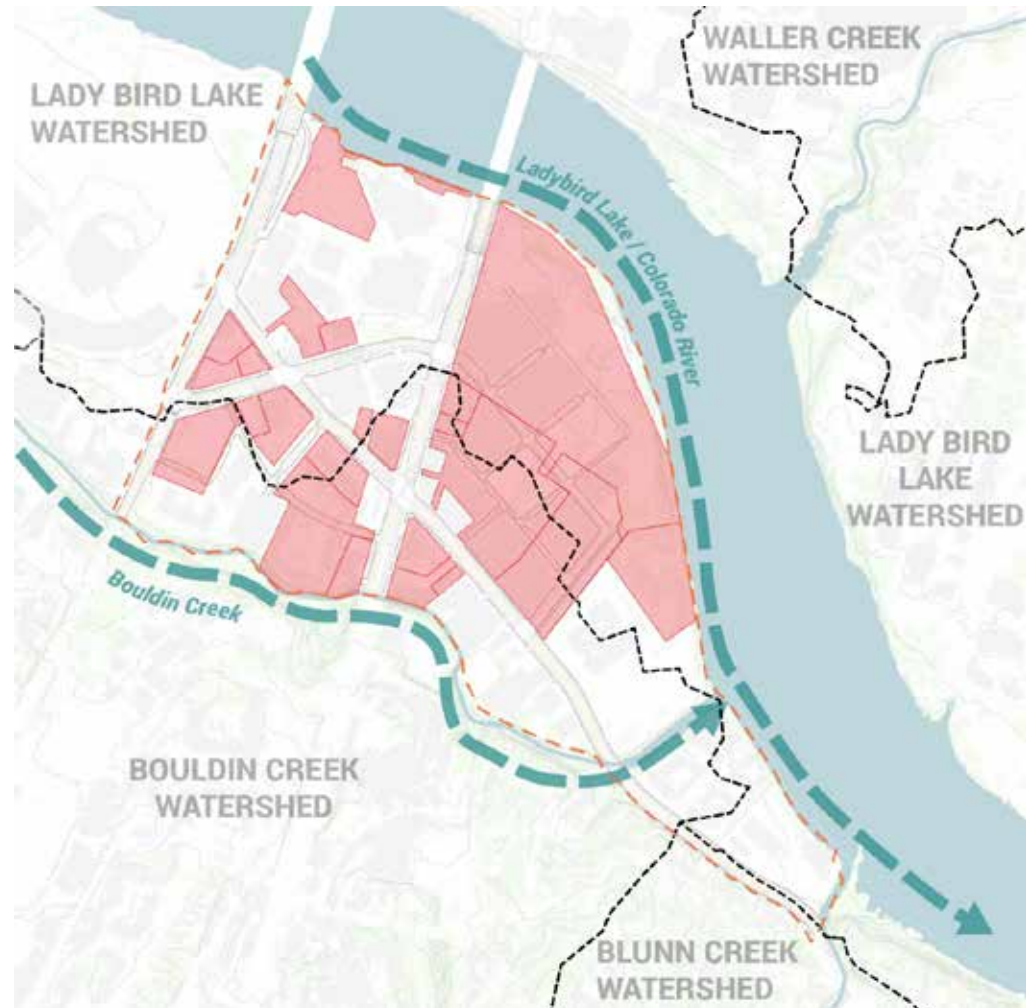 WALLER CREEK
WATERSHED
LADY BIRD LAKE
WATERSHED
Ladybird Lake / Colorado River
LADY BIRD
LAKE
WATERSHED
Bouldin Creek
BOULDIN CREEK
WATERSHED
BLUNN CREEK
WATERSHED